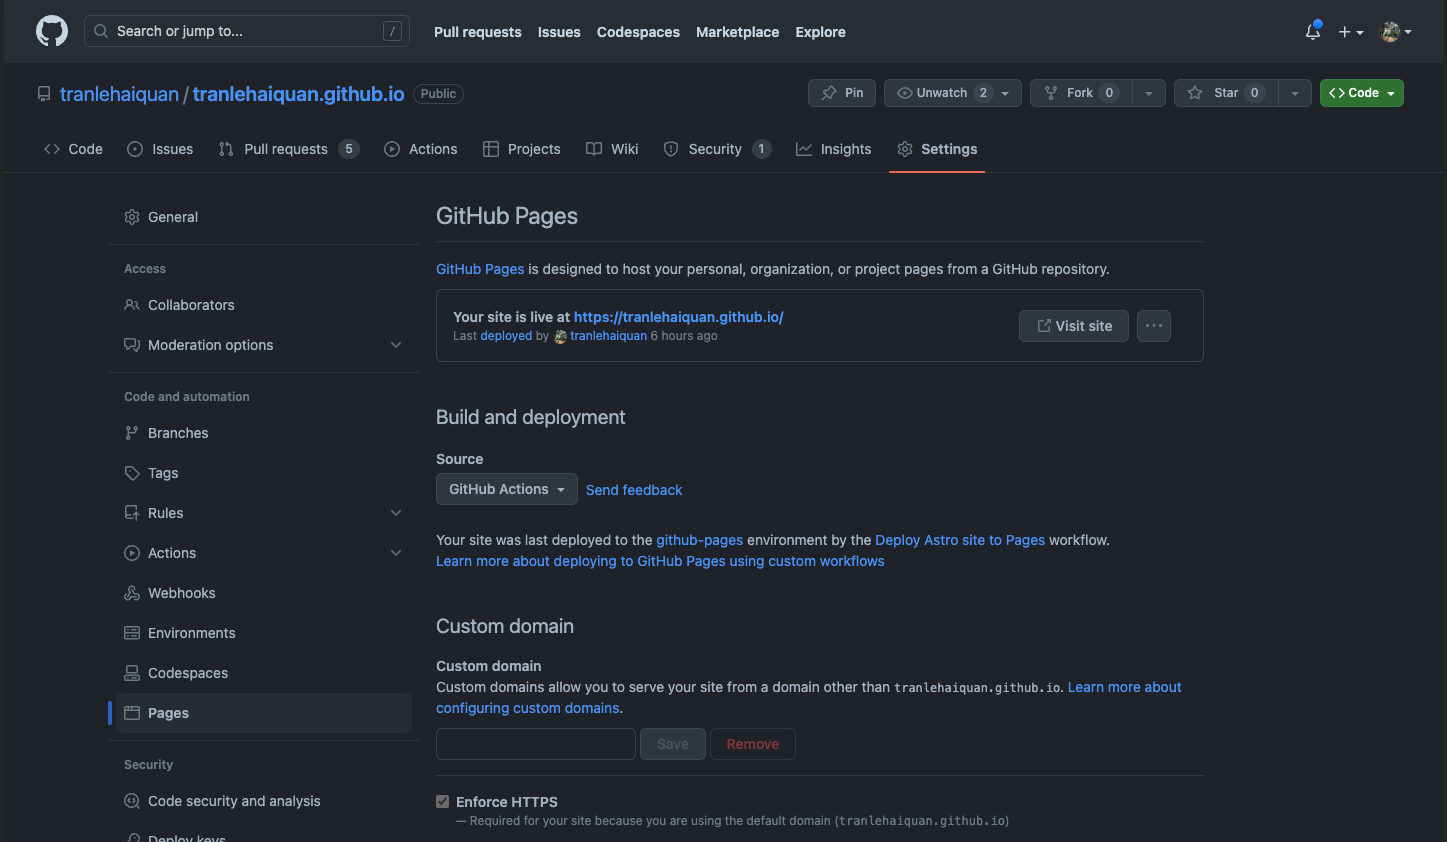 Search or jump to... /
Pull requests Issues Codespaces Marketplace Explore
tranlehaiquan / tranlehaiquan.github.io Public
Pin Unwatch 2 Fork 0 Star 0 Code
Code Issues Pull requests 5 Actions Projects Wiki Security 1 Insights Settings
General
Access
Collaborators
Moderation options
Code and automation
Branches
Tags
Rules
Actions
Webhooks
Environments
Codespaces
Pages
Security
Code security and analysis
Deploy keys
GitHub Pages
GitHub Pages is designed to host your personal, organization, or project pages from a GitHub repository.
Your site is live at https://tranlehaiquan.github.io/
Last deployed by tranlehaiquan 6 hours ago
Visit site ...
Build and deployment
Source
GitHub Actions Send feedback
Your site was last deployed to the github-pages environment by the Deploy Astro site to Pages workflow.
Learn more about deploying to GitHub Pages using custom workflows
Custom domain
Custom domain
Custom domains allow you to serve your site from a domain other than tranlehaiquan.github.io. Learn more about
configuring custom domains.
Save Remove
Enforce HTTPS
— Required for your site because you are using the default domain (tranlehaiquan.github.io)